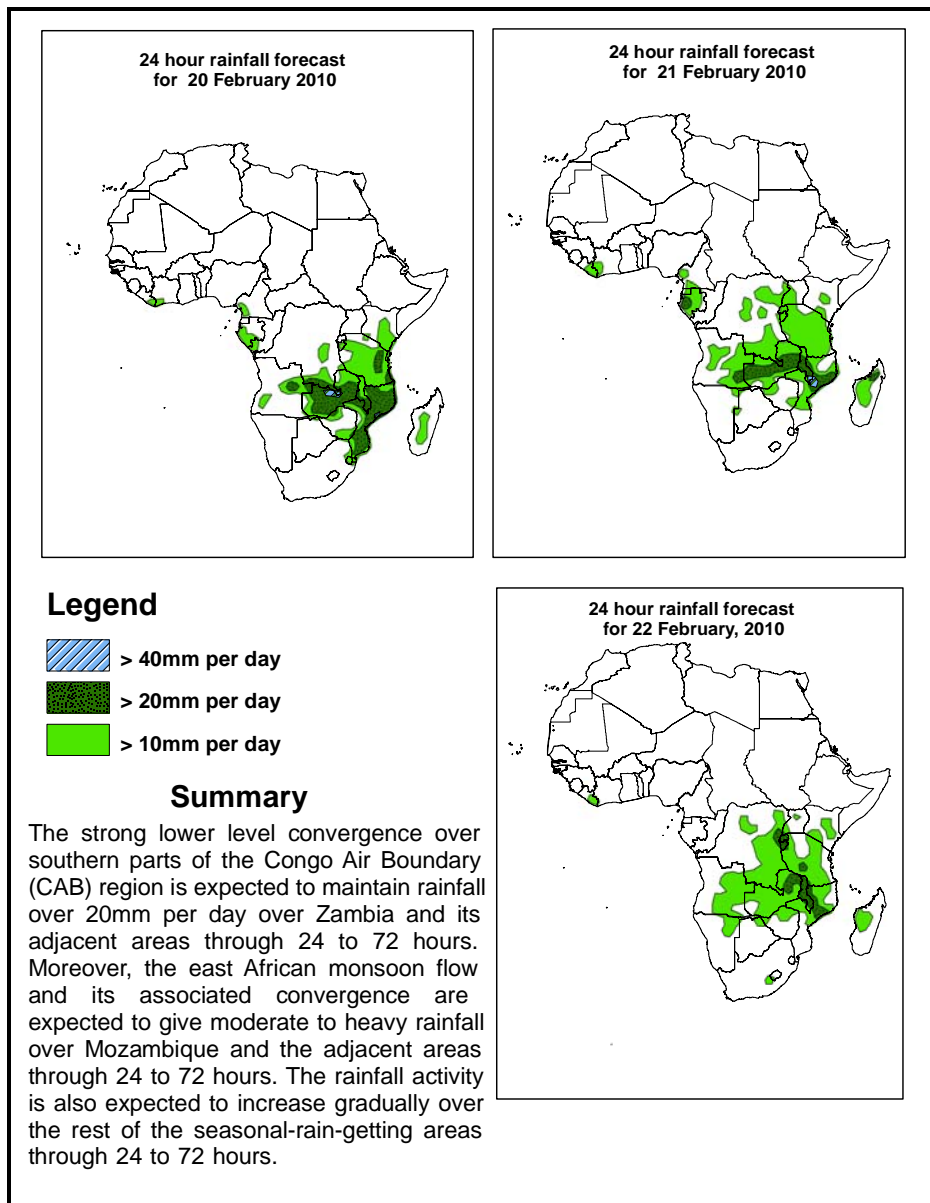 24 hour rainfall forecast
for 20 February 2010
24 hour rainfall forecast
for 21 February 2010
Legend
> 40mm per day
> 20mm per day
> 10mm per day
24 hour rainfall forecast
for 22 February, 2010
Summary
The strong lower level convergence over
southern parts of the Congo Air Boundary
(CAB) region is expected to maintain rainfall
over 20mm per day over Zambia and its
adjacent areas through 24 to 72 hours.
Moreover, the east African monsoon flow
and its associated convergence are
expected to give moderate to heavy rainfall
over Mozambique and the adjacent areas
through 24 to 72 hours. The rainfall activity
is also expected to increase gradually over
the rest of the seasonal-rain-getting areas
through 24 to 72 hours.